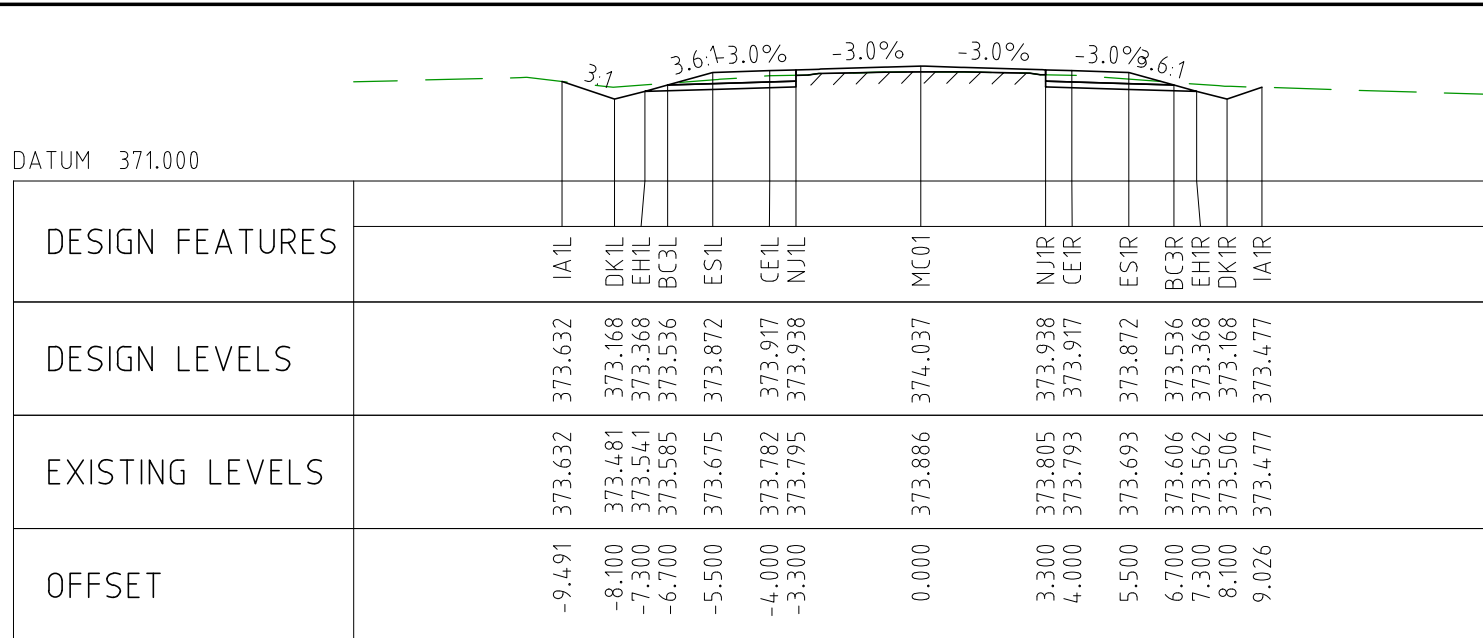 3:1 3.6:1 -3.0% -3.0% -3.0% -3.0% 3.6:1
DATUM 371.000
DESIGN FEATURES IA1L DK1L EH1L BC3L ES1L CE1L NJ1L MC01 NJ1R CE1R ES1R BC3R EH1R DK1R IA1R
DESIGN LEVELS 373.632 373.168 373.368 373.536 373.872 373.917 373.938 374.037 373.938 373.917 373.872 373.536 373.368 373.168 373.477
EXISTING LEVELS 373.632 373.481 373.541 373.585 373.675 373.782 373.795 373.886 373.805 373.793 373.693 373.606 373.562 373.506 373.477
OFFSET -9.491 -8.100 -7.300 -6.700 -5.500 -4.000 -3.300 0.000 3.300 4.000 5.500 6.700 7.300 8.100 9.026